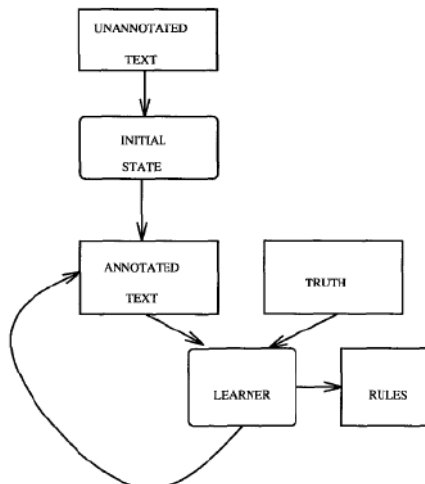 UNANNOTATED
TEXT
INITIAL
STATE
ANNOTATED
TEXT
TRUTH
LEARNER
RULES